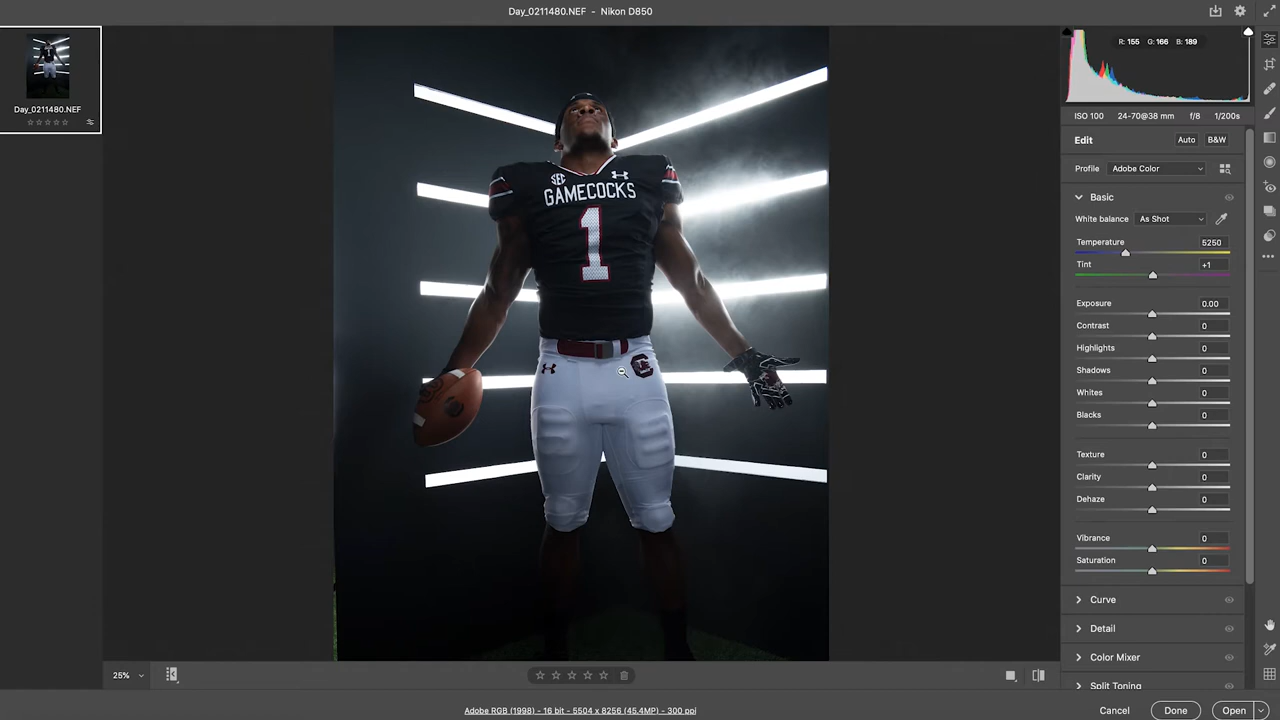 Day_0211480.NEF - Nikon D850
Day_0211480.NEF
R: 155 G: 166 B: 189
ISO 100 24-70@38 mm f/8 1/200s
Edit Auto B&W
Profile Adobe Color
Basic
White balance As Shot
Temperature 5250
Tint +1
Exposure 0.00
Contrast 0
Highlights 0
Shadows 0
Whites 0
Blacks 0
Texture 0
Clarity 0
Dehaze 0
Vibrance 0
Saturation 0
Curve
Detail
Color Mixer
Split Toning
SEC
GAMECOCKS
1
C
25%
Adobe RGB (1998) - 16 bit - 5504 x 8256 (45.4MP) - 300 ppi
Cancel Done Open